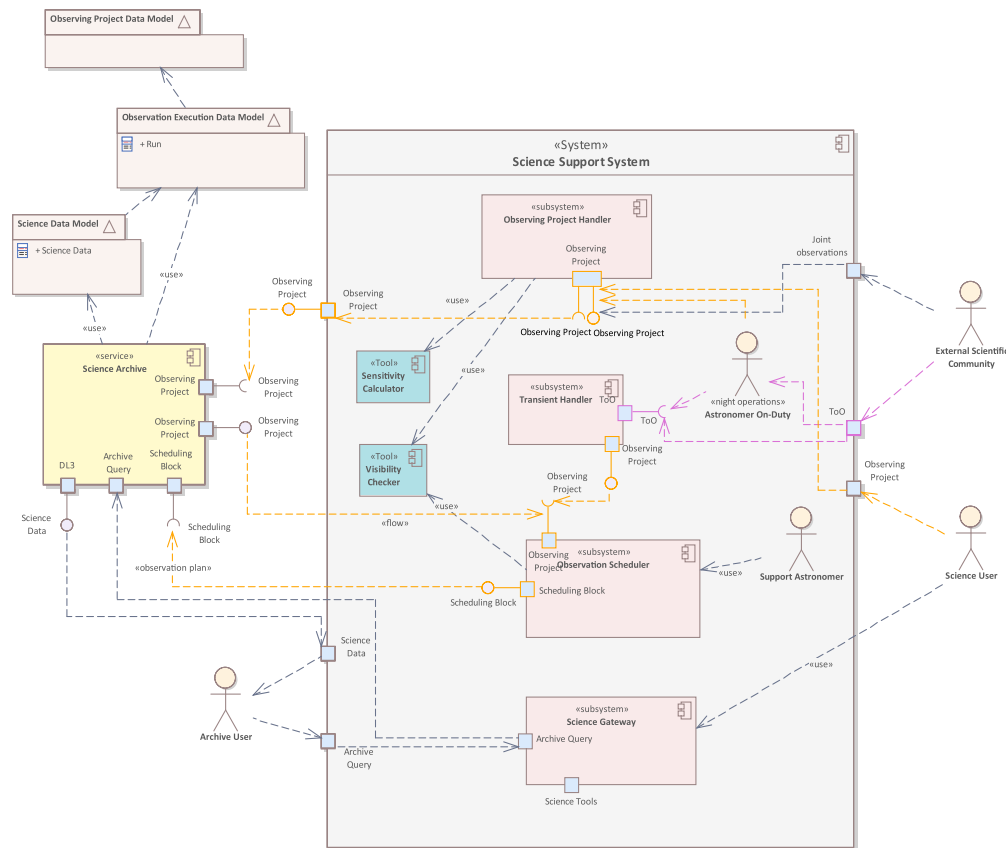 Observing Project Data Model
Observation Execution Data Model
+ Run
Science Data Model
+ Science Data
«use»
«use»
«System»
Science Support System
«subsystem»
Observing Project Handler
Observing
Project
Joint
observations
Observing
Project
Observing
Project
«use»
Observing Project
Observing Project
External Scientific
Community
«service»
Science Archive
Observing
Project
Observing
Project
«Tool»
Sensitivity
Calculator
«use»
«subsystem»
Transient Handler
ToO
ToO
«night operations»
Astronomer On-Duty
ToO
Observing
Project
Observing
Project
Observing
Project
DL3
Archive
Query
Scheduling
Block
«Tool»
Visibility
Checker
Observing
Project
Observing
Project
Science
Data
Scheduling
Block
«flow»
«use»
«observation plan»
Observing
Project
«subsystem»
Observation Scheduler
«use»
Support Astronomer
Science User
Scheduling Block
Scheduling Block
Science
Data
«use»
Archive User
Archive
Query
«subsystem»
Science Gateway
Archive Query
Science Tools